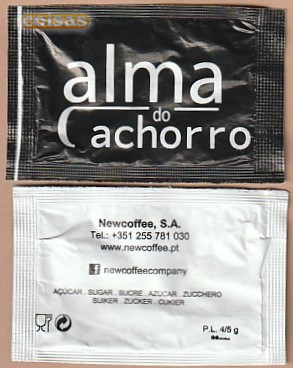 coisas
alma
do
Cachorro
Newcoffee, S.A.
Tel.: +351 255 781 030
www.newcoffee.pt
f newcoffeecompany
AÇÚCAR . SUGAR . SUCRE . AZÚCAR . ZUCCHERO
SUIKER . ZUCKER . CUKIER
P.L. 4/5 g